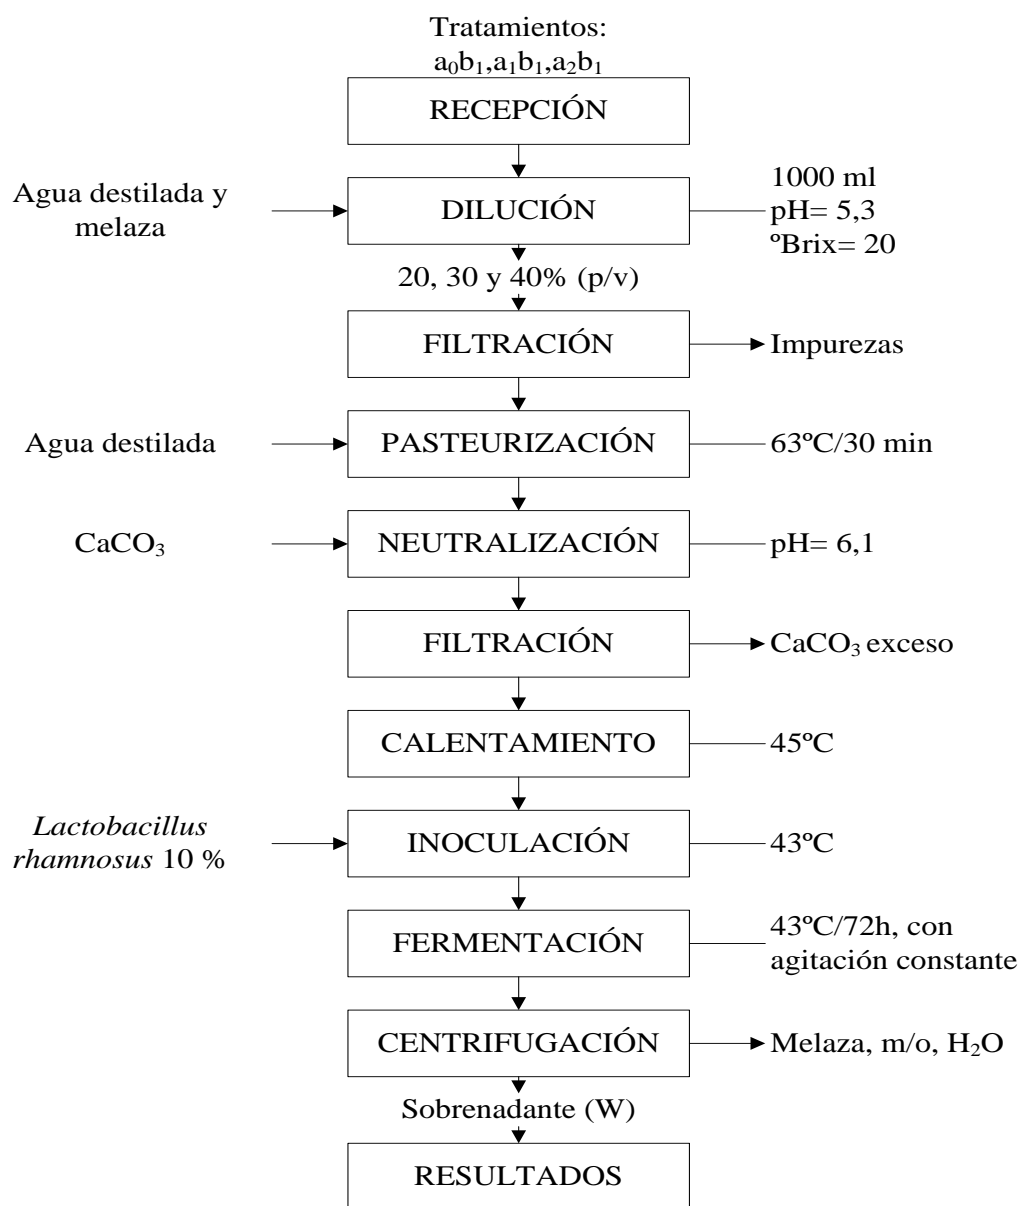 Tratamientos:
a₀b₁,a₁b₁,a₂b₁
RECEPCIÓN
Agua destilada y
melaza
DILUCIÓN
1000 ml
pH= 5,3
ºBrix= 20
20, 30 y 40% (p/v)
FILTRACIÓN
Impurezas
Agua destilada
PASTEURIZACIÓN
63ºC/30 min
CaCO₃
NEUTRALIZACIÓN
pH= 6,1
FILTRACIÓN
CaCO₃ exceso
CALENTAMIENTO
45ºC
Lactobacillus
rhamnosus 10 %
INOCULACIÓN
43ºC
FERMENTACIÓN
43ºC/72h, con
agitación constante
CENTRIFUGACIÓN
Melaza, m/o, H₂O
Sobrenadante (W)
RESULTADOS